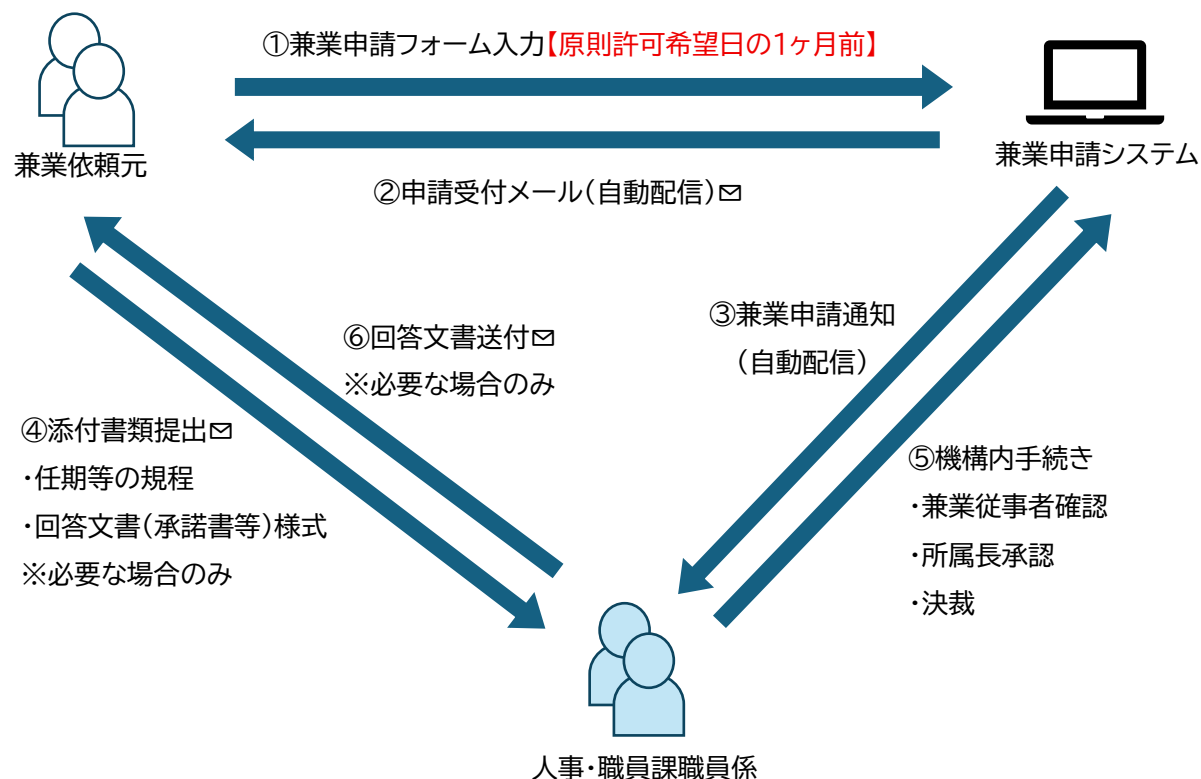 ①兼業申請フォーム入力【原則許可希望日の1ヶ月前】
兼業依頼元
兼業申請システム
②申請受付メール(自動配信)✉
③兼業申請通知
(自動配信)
⑥回答文書送付✉
※必要な場合のみ
④添付書類提出✉
・任期等の規程
・回答文書(承諾書等)様式
※必要な場合のみ
⑤機構内手続き
・兼業従事者確認
・所属長承認
・決裁
人事・職員課職員係